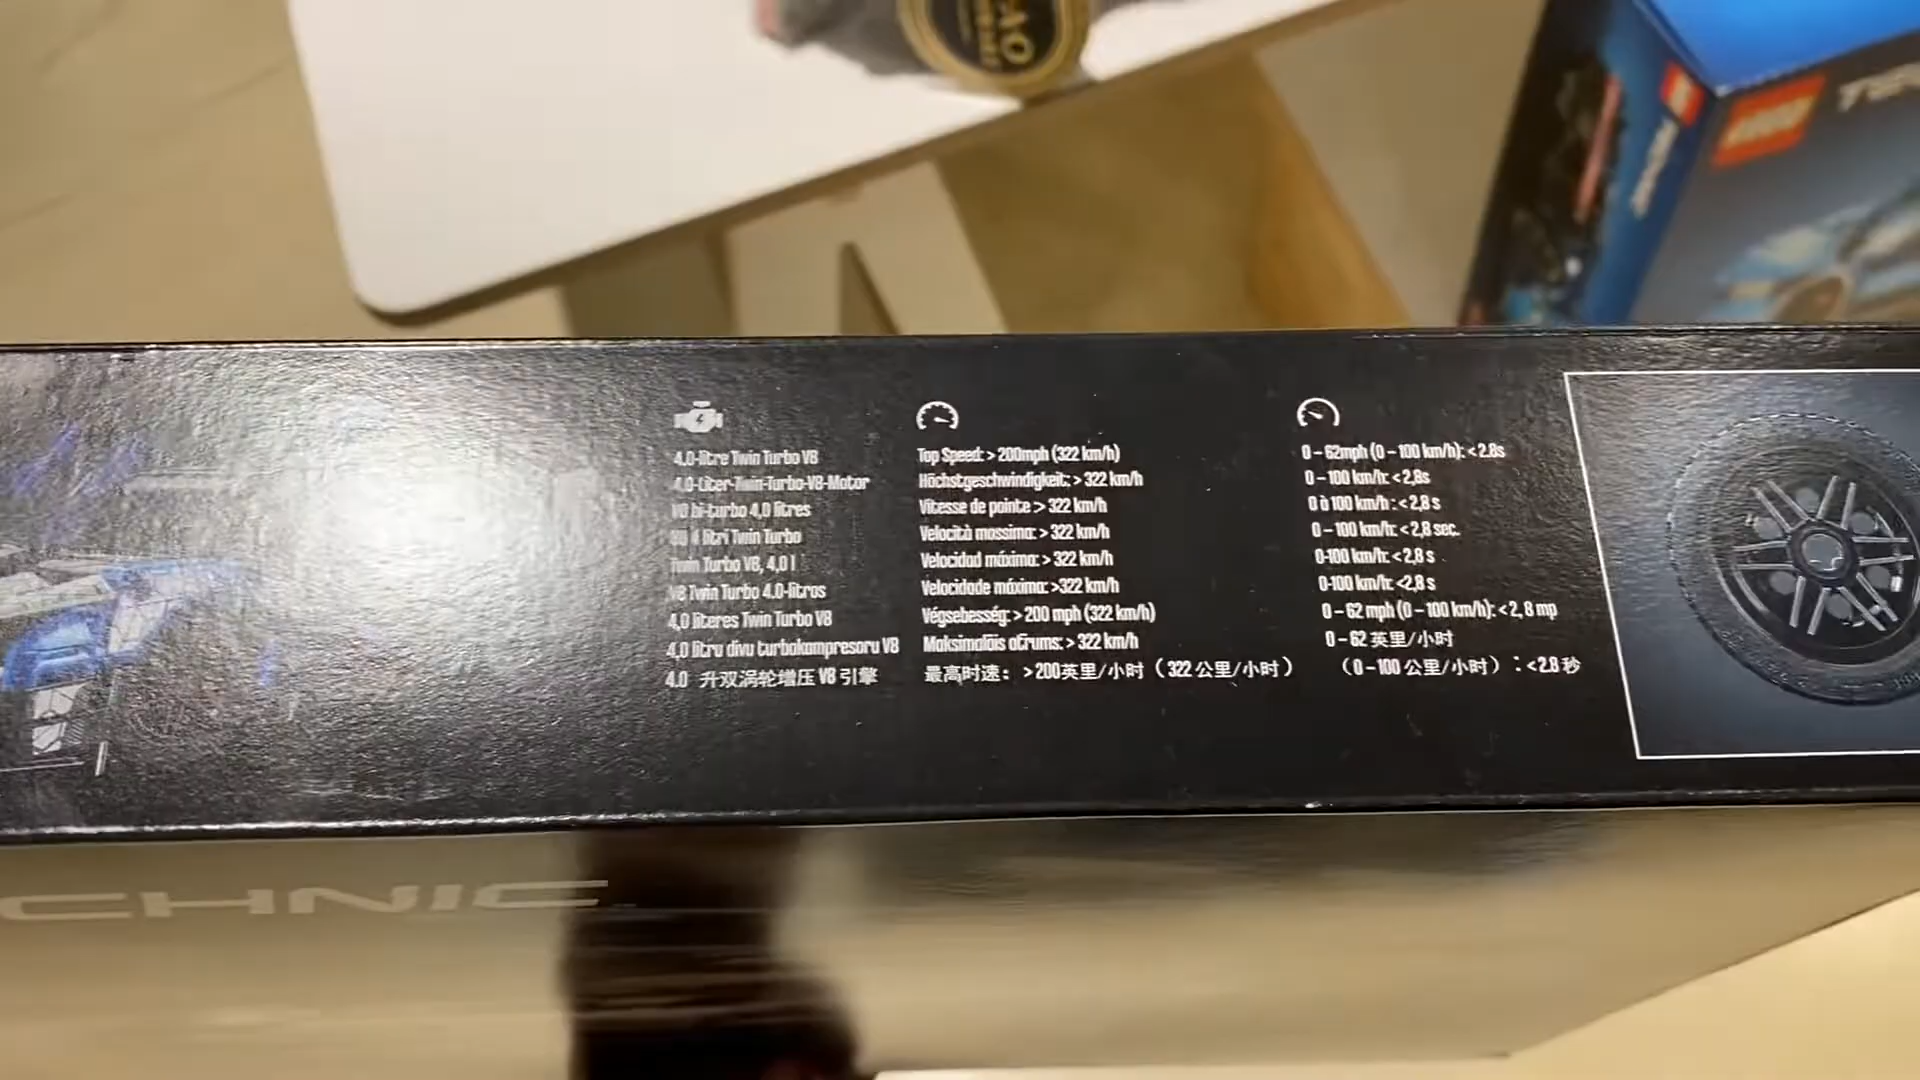 LEGO
4.0-litre Twin Turbo V8
4.0-Liter-Twin-Turbo-V8-Motor
V8 bi-turbo 4,0 litres
V8 4 litri Twin Turbo
Twin Turbo V8, 4,0 l
V8 Twin Turbo 4.0-litros
4,0 literes Twin Turbo V8
4,0 litru divu turbokompresoru V8
4.0 升双涡轮增压 V8 引擎
Top Speed: > 200mph (322 km/h)
Höchstgeschwindigkeit: > 322 km/h
Vitesse de pointe > 322 km/h
Velocità massima: > 322 km/h
Velocidad máxima: > 322 km/h
Velocidade máxima: >322 km/h
Végsebesség: > 200 mph (322 km/h)
Maksimālais ātrums: > 322 km/h
最高时速：>200英里/小时（322 公里/小时）
0 – 62mph (0 – 100 km/h): < 2.8s
0 – 100 km/h: < 2,8s
0 à 100 km/h : < 2,8 s
0 – 100 km/h: < 2,8 sec.
0-100 km/h: < 2,8 s
0-100 km/h: <2,8 s
0 – 62 mph (0 – 100 km/h): < 2, 8 mp
0 – 62 英里/小时
（0 – 100 公里/小时）：<2.8 秒
CHNIC